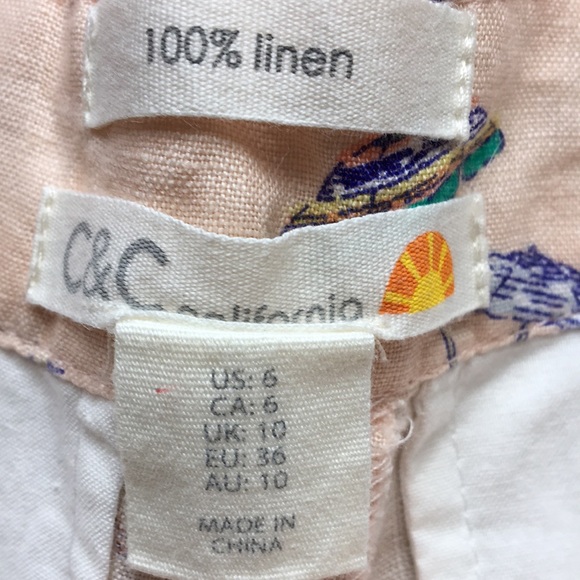 100% linen
C&C california
US: 6
CA: 6
UK: 10
EU: 36
AU: 10
MADE IN
CHINA